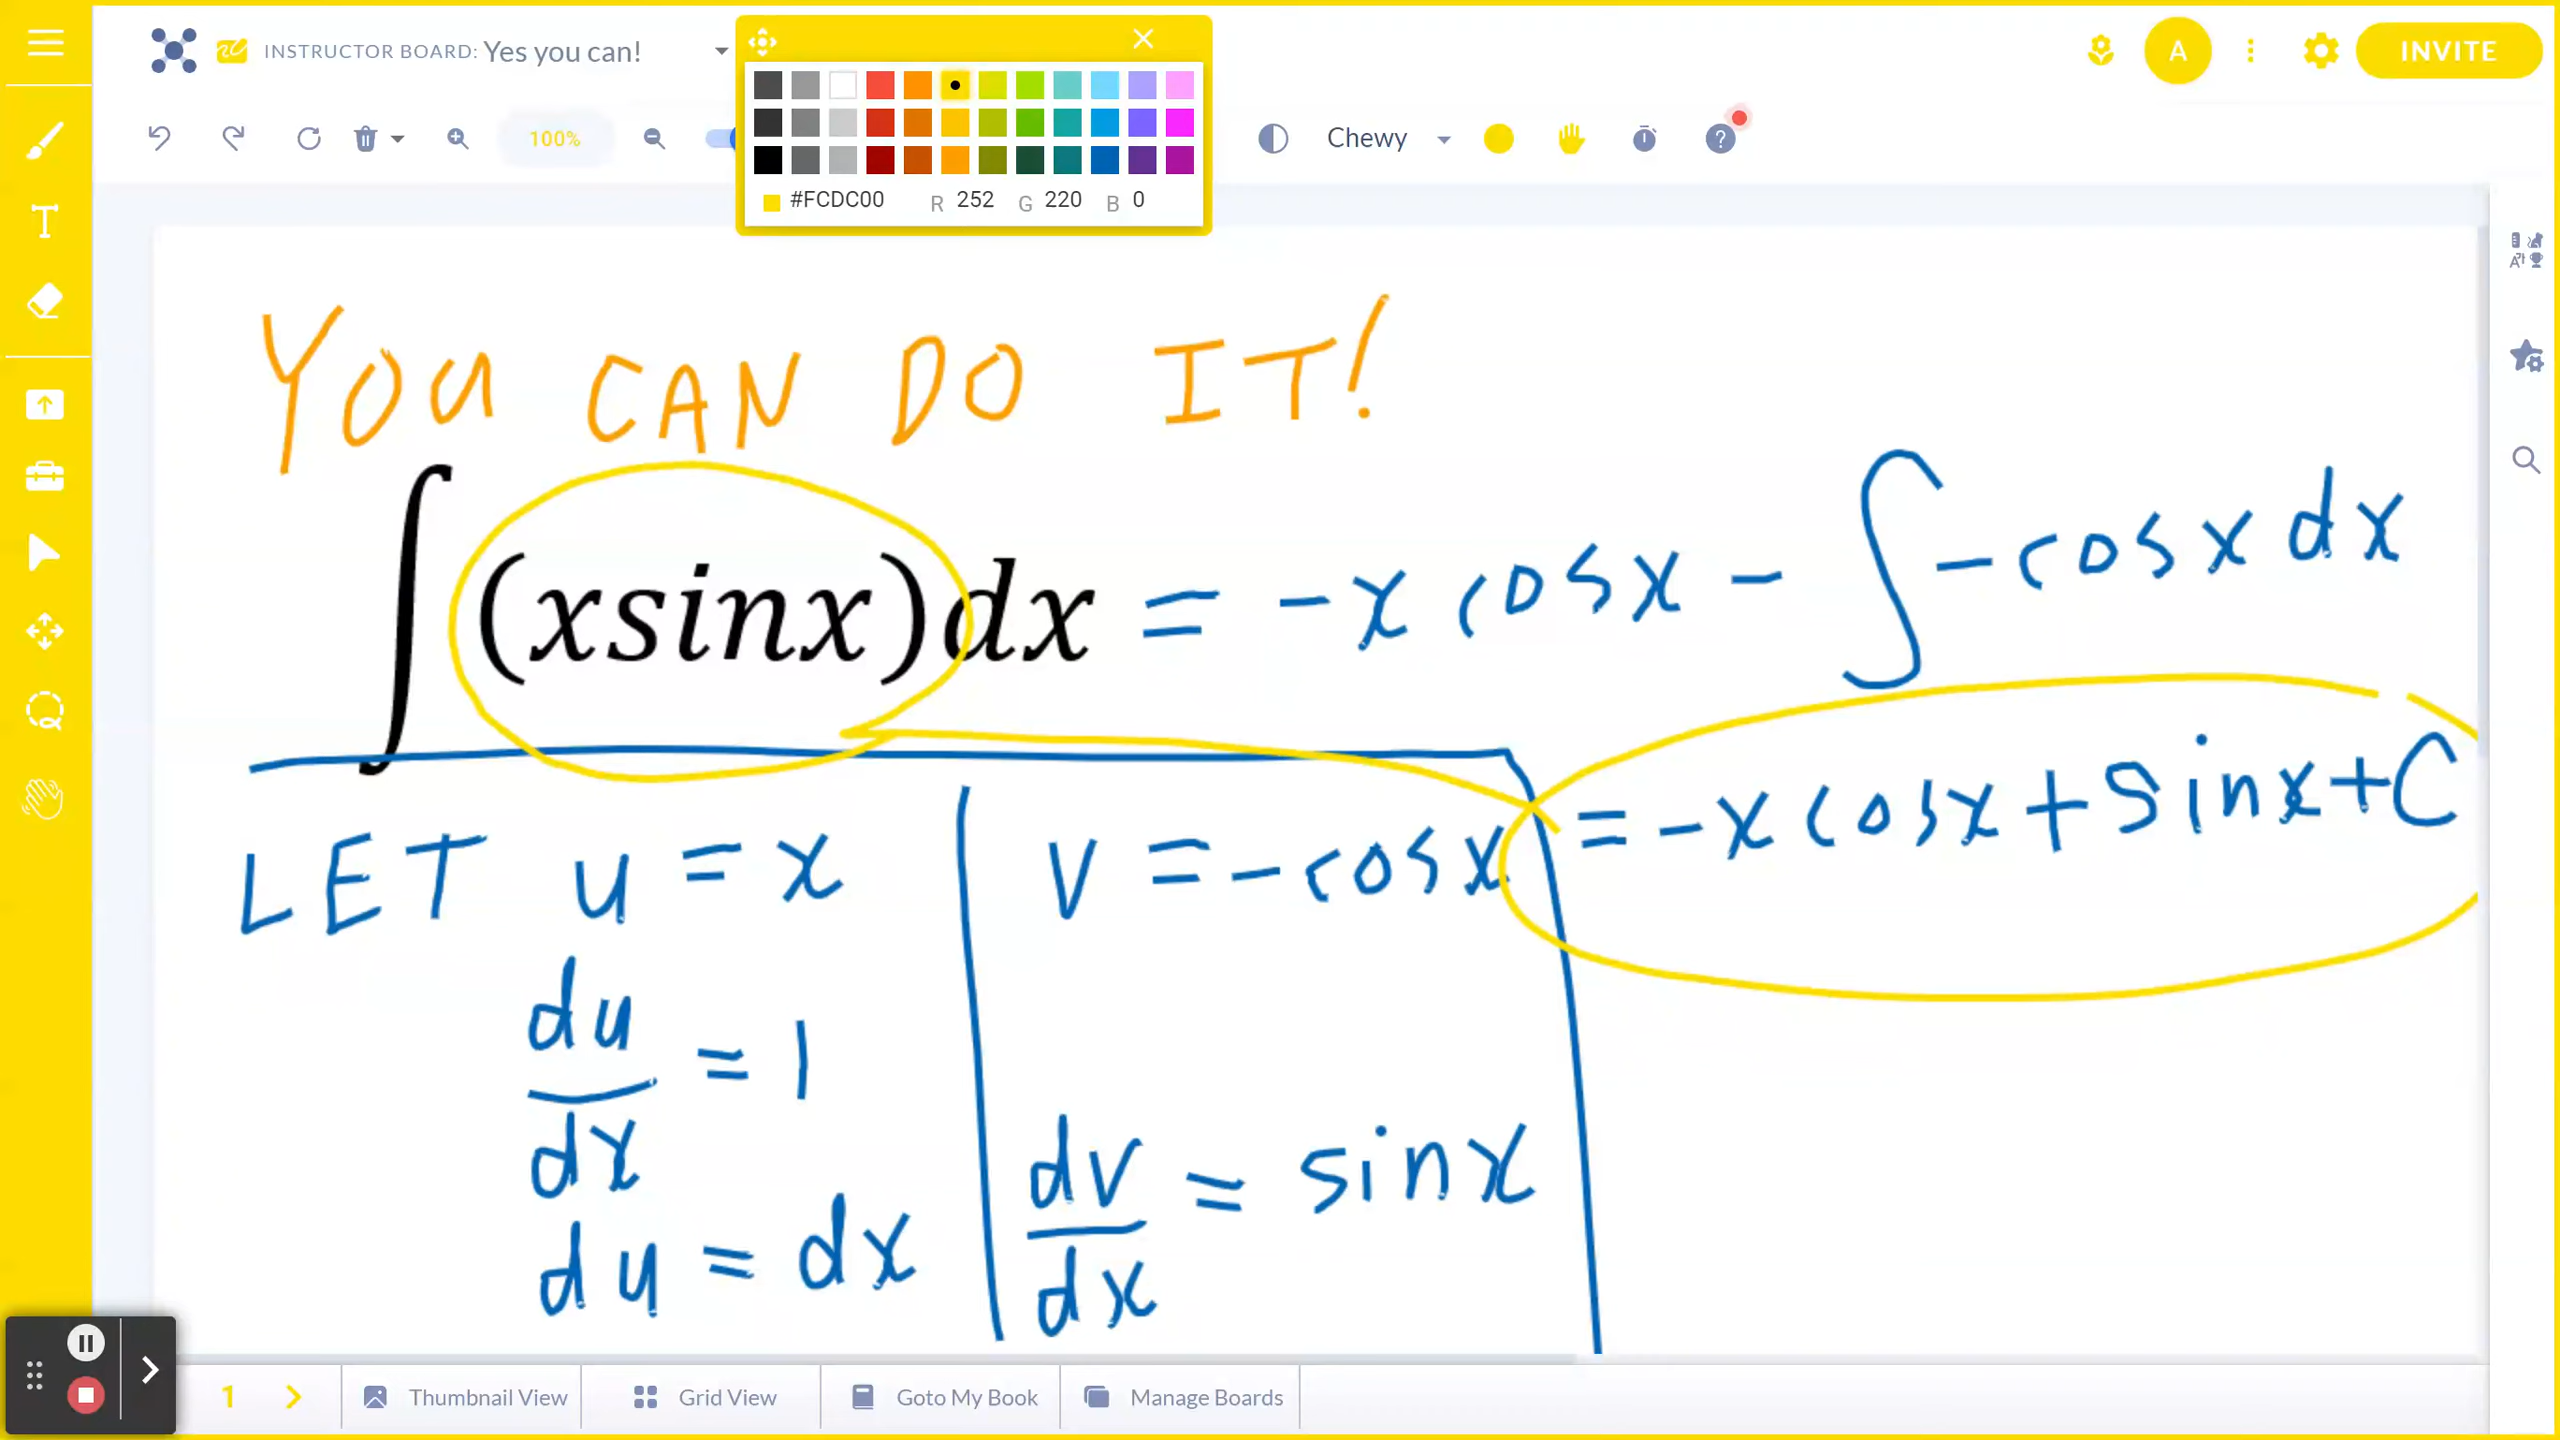 INSTRUCTOR BOARD: Yes you can!
A
INVITE
100%
Chewy
?
#FCDC00 R 252 G 220 B 0
T
YOU CAN DO IT!
∫(xsinx)dx = -x cosx - ∫-cosx dx
= -x cosx + sinx + C
LET u = x
du/dx = 1
du = dx
v = -cosx
dv/dx = sinx
1
Thumbnail View
Grid View
Goto My Book
Manage Boards